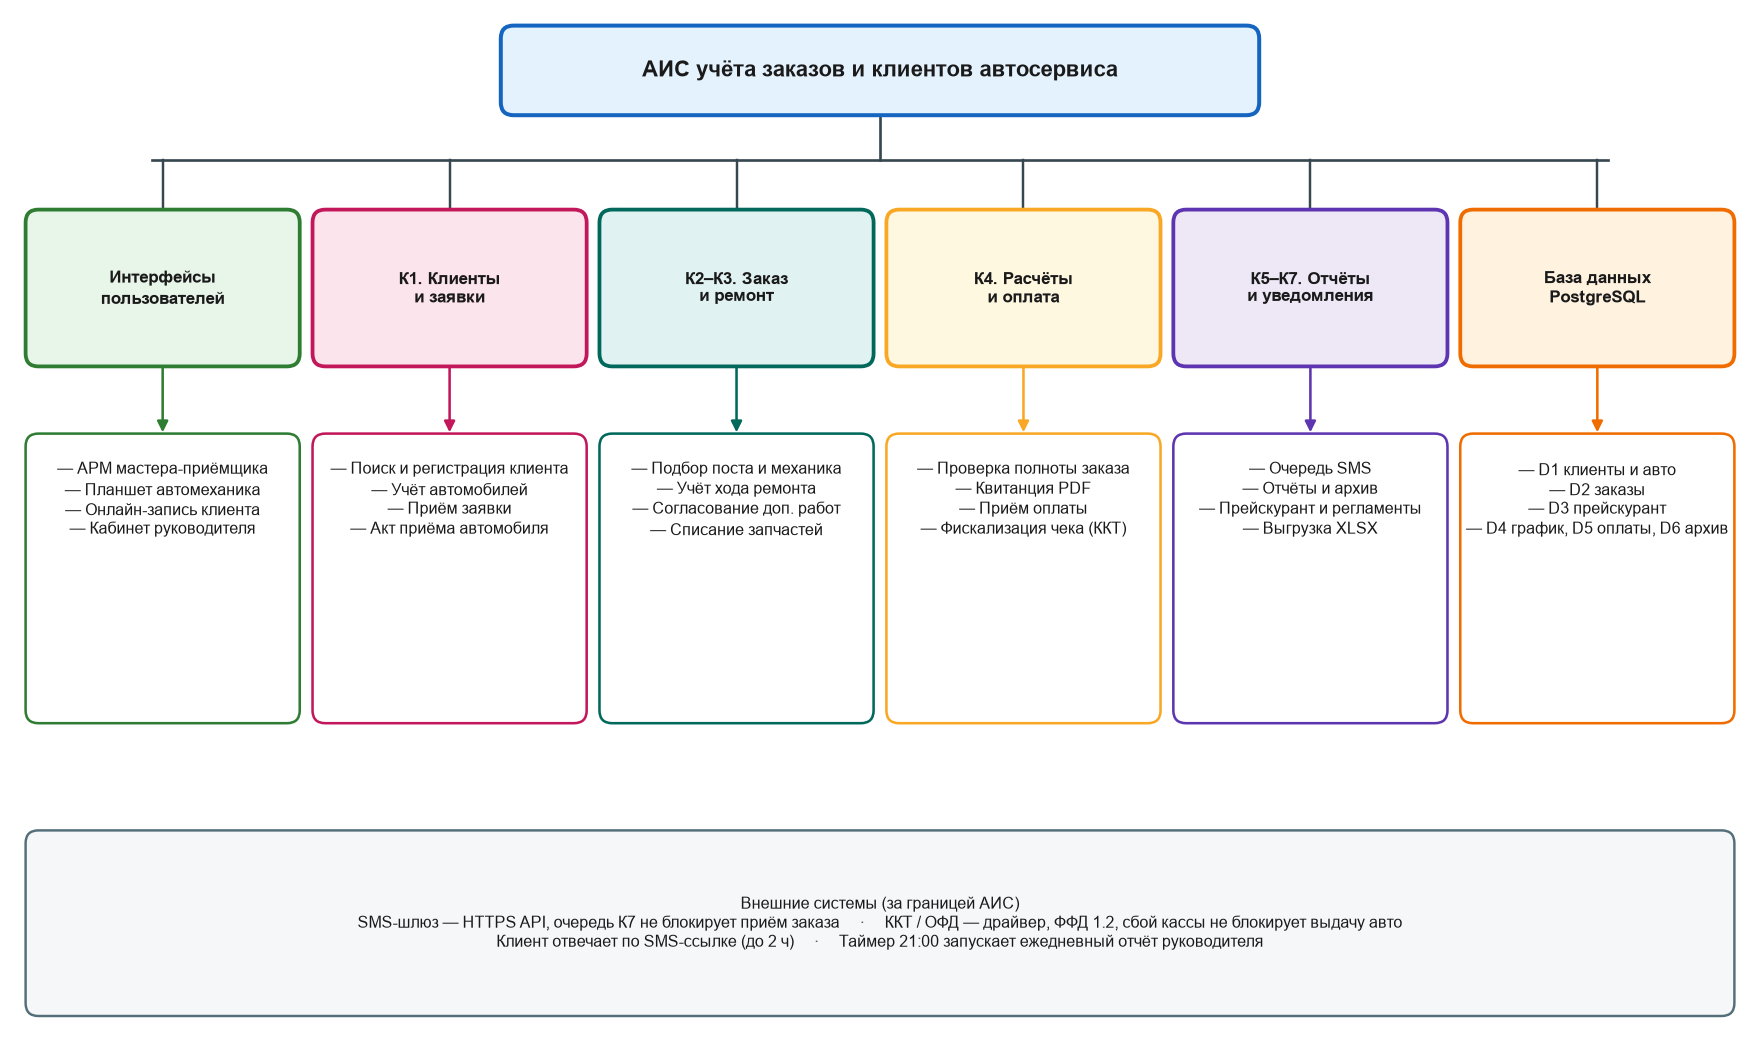 АИС учёта заказов и клиентов автосервиса
Интерфейсы
пользователей
К1. Клиенты
и заявки
К2–К3. Заказ
и ремонт
К4. Расчёты
и оплата
К5–К7. Отчёты
и уведомления
База данных
PostgreSQL
— АРМ мастера-приёмщика
— Планшет автомеханика
— Онлайн-запись клиента
— Кабинет руководителя
— Поиск и регистрация клиента
— Учёт автомобилей
— Приём заявки
— Акт приёма автомобиля
— Подбор поста и механика
— Учёт хода ремонта
— Согласование доп. работ
— Списание запчастей
— Проверка полноты заказа
— Квитанция PDF
— Приём оплаты
— Фискализация чека (ККТ)
— Очередь SMS
— Отчёты и архив
— Прейскурант и регламенты
— Выгрузка XLSX
— D1 клиенты и авто
— D2 заказы
— D3 прейскурант
— D4 график, D5 оплаты, D6 архив
Внешние системы (за границей АИС)
SMS-шлюз — HTTPS API, очередь К7 не блокирует приём заказа · ККТ / ОФД — драйвер, ФФД 1.2, сбой кассы не блокирует выдачу авто
Клиент отвечает по SMS-ссылке (до 2 ч) · Таймер 21:00 запускает ежедневный отчёт руководителя